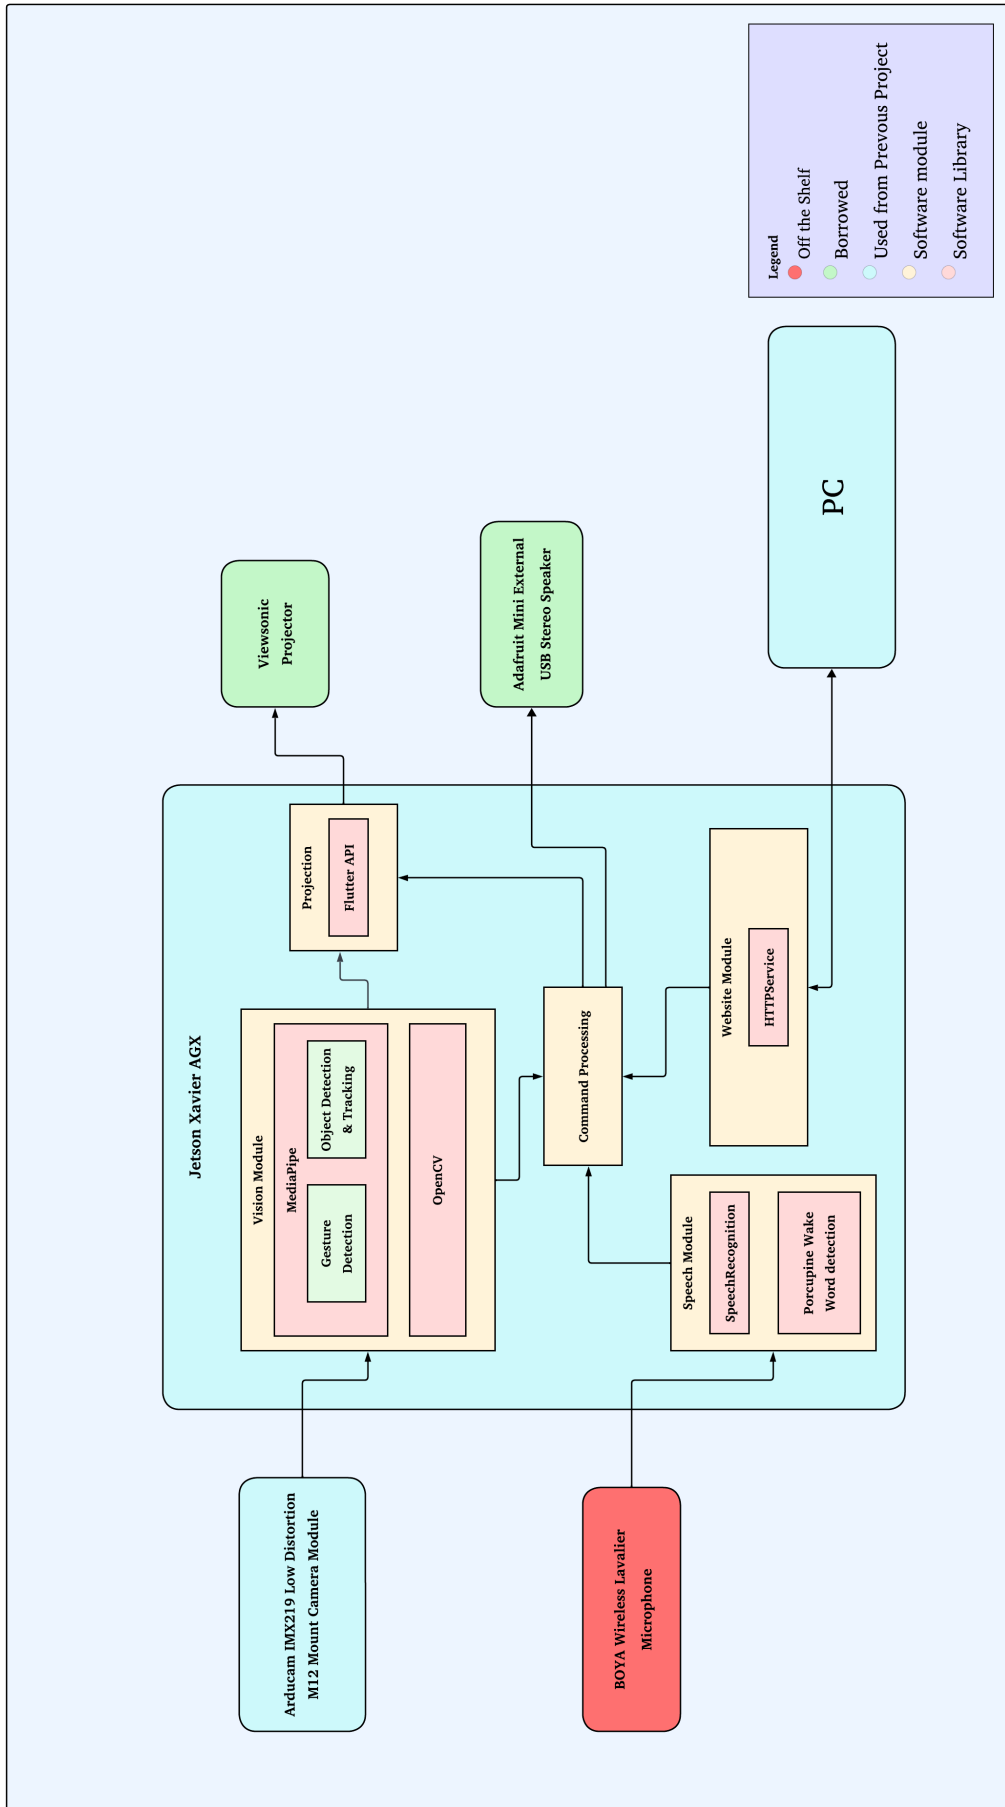 Jetson Xavier AGX
Arducam IMX219 Low Distortion
M12 Mount Camera Module
Vision Module
MediaPipe
Gesture
Detection
Object Detection
& Tracking
OpenCV
Projection
Flutter API
Viewsonic
Projector
Adafruit Mini External
USB Stereo Speaker
Command Processing
BOYA Wireless Lavalier
Microphone
Speech Module
SpeechRecognition
Porcupine Wake
Word detection
Website Module
HTTPService
PC
Legend
Off the Shelf
Borrowed
Used from Prevous Project
Software module
Software Library